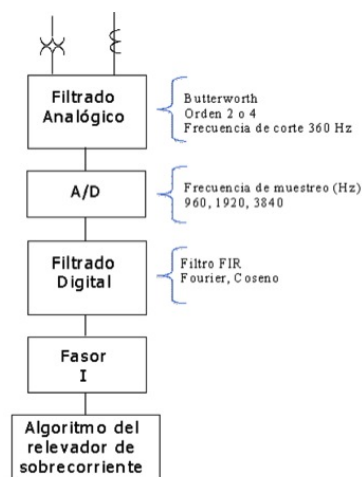 Filtrado
Analógico
Butterworth
Orden 2 o 4
Frecuencia de corte 360 Hz
A/D
Frecuencia de muestreo (Hz)
960, 1920, 3840
Filtrado
Digital
Filtro FIR
Fourier, Coseno
Fasor
I
Algoritmo del
relevador de
sobrecorriente